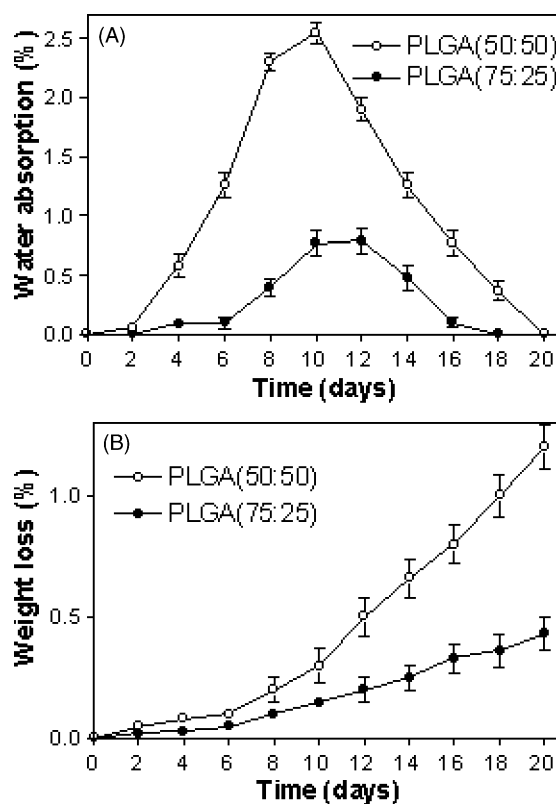 (A)
PLGA(50:50)
PLGA(75:25)
Water absorption (%)
2.5
2.0
1.5
1.0
0.5
0.0
0 2 4 6 8 10 12 14 16 18 20
Time (days)
(B)
PLGA(50:50)
PLGA(75:25)
Weight loss (%)
1.0
0.5
0.0
0 2 4 6 8 10 12 14 16 18 20
Time (days)